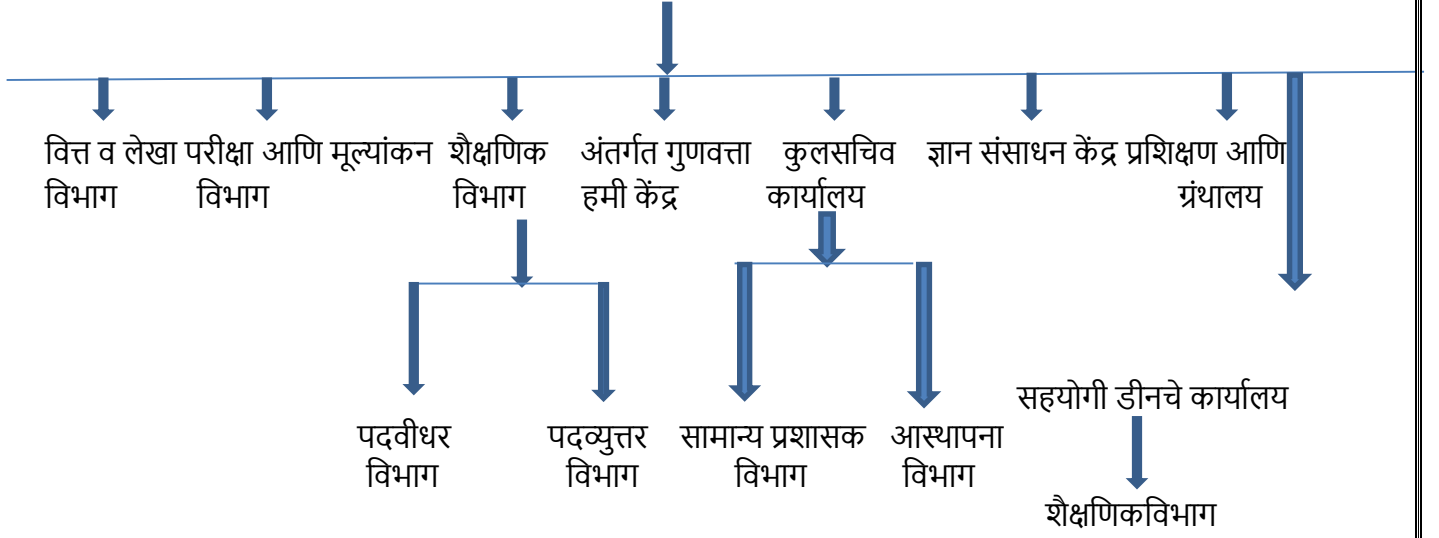 वित्त व लेखा परीक्षा आणि मूल्यांकन शैक्षणिक अंतर्गत गुणवत्ता कुलसचिव ज्ञान संसाधन केंद्र प्रशिक्षण आणि
विभाग विभाग विभाग हमी केंद्र कार्यालय ग्रंथालय
सहयोगी डीनचे कार्यालय
पदवीधर पदव्युत्तर सामान्य प्रशासक आस्थापना
विभाग विभाग विभाग विभाग
शैक्षणिकविभाग